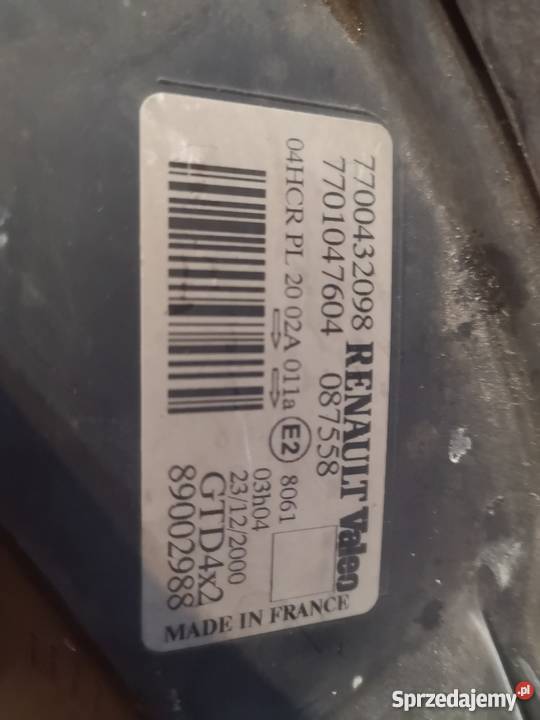 7700432098 RENAULT Valeo
7701047604 087558
04HCR PL 20 02A 011a E2 8061
03h04
23/12/2000
GTD4x2
89002988
MADE IN FRANCE
Sprzedajemy.pl